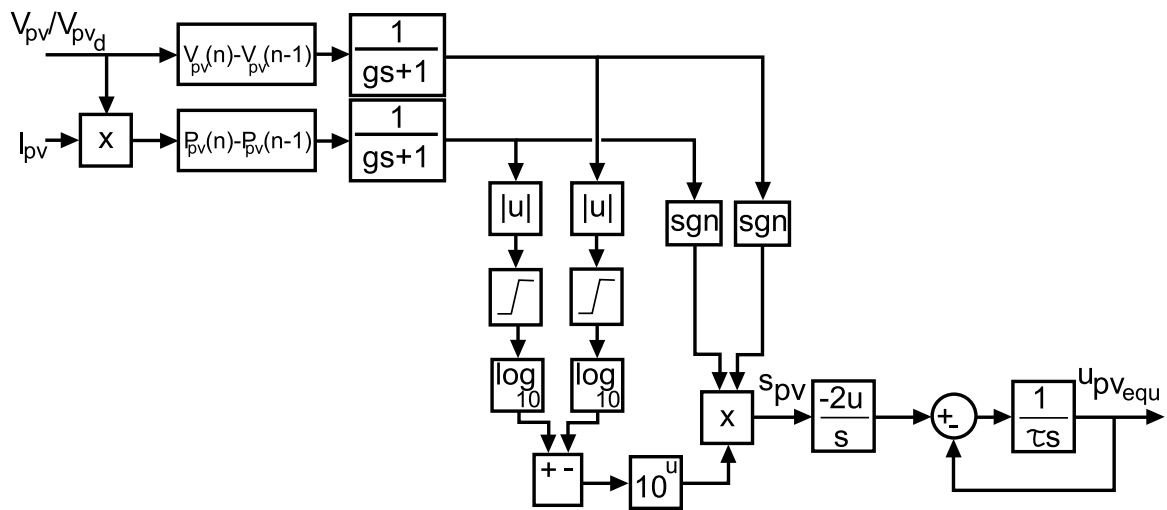 Vpv/Vpvd
Vpv(n)-Vpv(n-1)
1
gs+1
Ipv
x
Ppv(n)-Ppv(n-1)
1
gs+1
|u|
|u|
sgn
sgn
log10
log10
+ -
10^u
x
spv
-2u
s
+
-
1
τs
upvequ